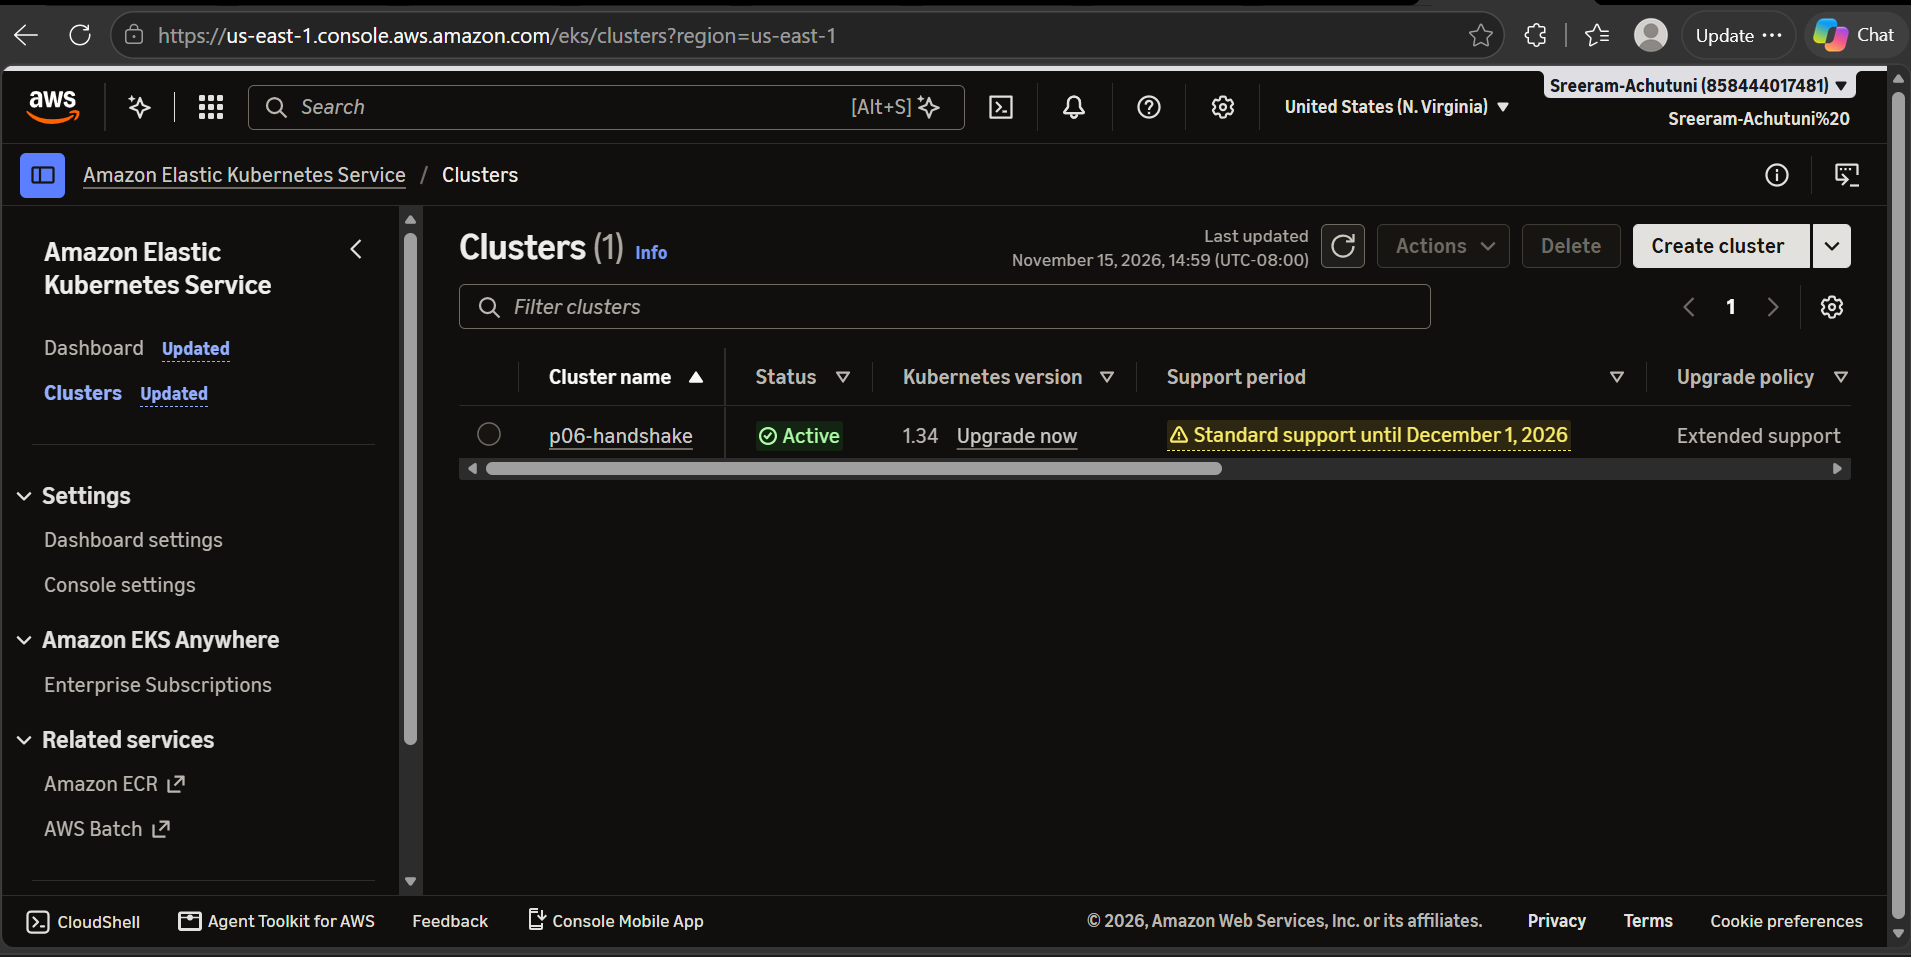 https://us-east-1.console.aws.amazon.com/eks/clusters?region=us-east-1
Update
Chat
aws
Search
[Alt+S]
United States (N. Virginia)
Sreeram-Achutuni (858444017481)
Sreeram-Achutuni%20
Amazon Elastic Kubernetes Service / Clusters
Amazon Elastic
Kubernetes Service
Dashboard Updated
Clusters Updated
Settings
Dashboard settings
Console settings
Amazon EKS Anywhere
Enterprise Subscriptions
Related services
Amazon ECR
AWS Batch
Clusters (1) Info
Last updated
November 15, 2026, 14:59 (UTC-08:00)
Actions
Delete
Create cluster
Filter clusters
1
Cluster name Status Kubernetes version Support period Upgrade policy
p06-handshake Active 1.34 Upgrade now Standard support until December 1, 2026 Extended support
CloudShell Agent Toolkit for AWS Feedback Console Mobile App © 2026, Amazon Web Services, Inc. or its affiliates. Privacy Terms Cookie preferences